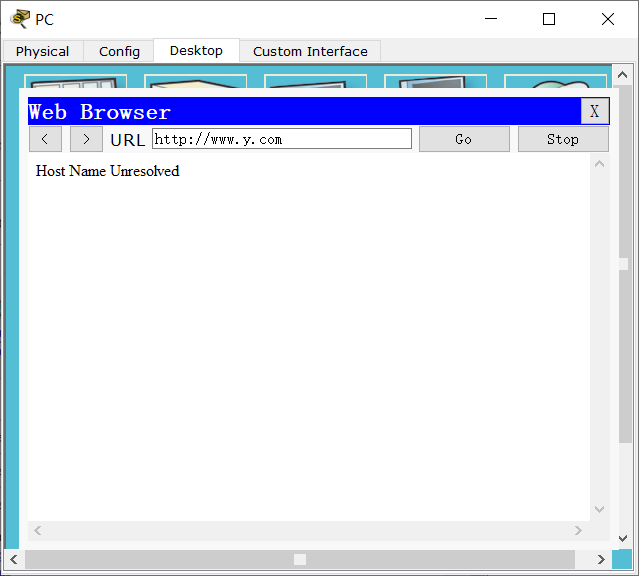 PC
Physical Config Desktop Custom Interface
Web Browser X
< > URL http://www.y.com Go Stop
Host Name Unresolved